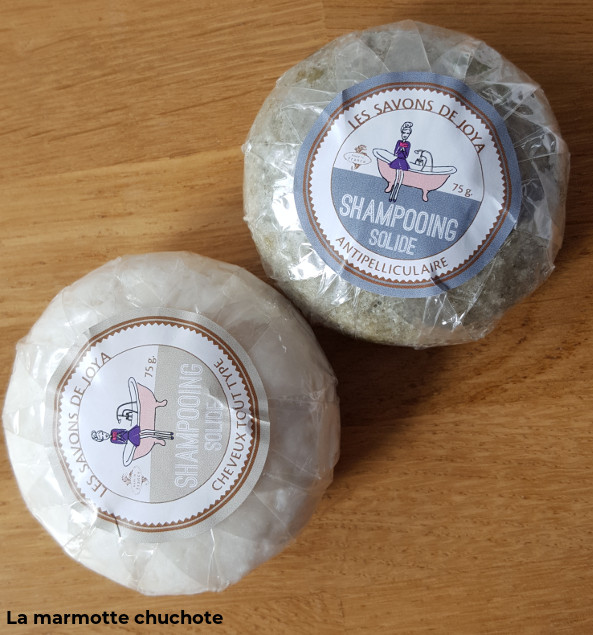 LES SAVONS DE JOYA
75 g.
SHAMPOOING
SOLIDE
ANTIPELLICULAIRE
LES SAVONS DE JOYA
75 g.
SHAMPOOING
SOLIDE
CHEVEUX TOUT TYPE
La marmotte chuchote